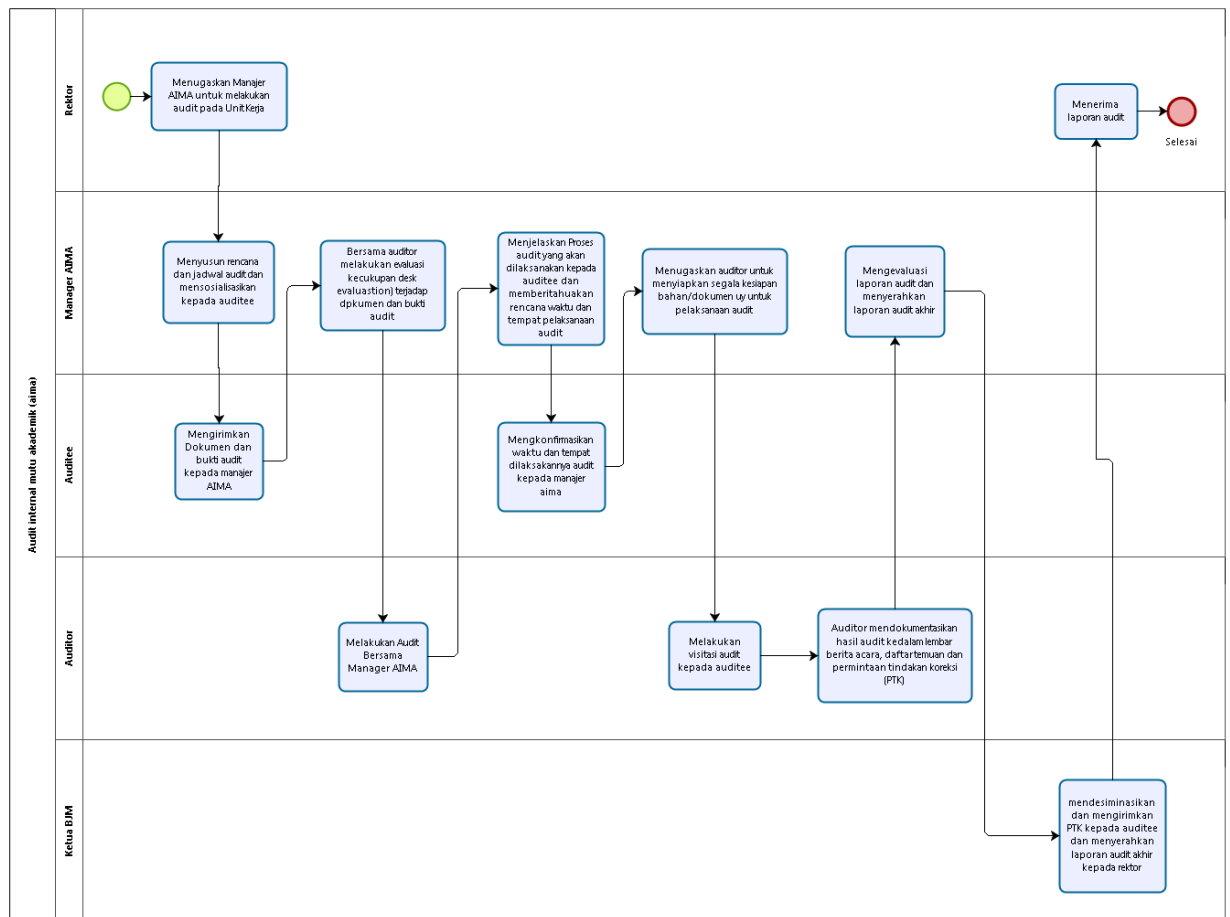 Audit internal mutu akademik (aima)
Rektor
Menugaskan Manajer
AIMA untuk melakukan
audit pada UnitKerja
Menerima
laporan audit
Selesai
Manager AIMA
Menyusun rencana
dan jadwal audit dan
mensosialisasikan
kepada auditee
Bersama auditor
melakukan evaluasi
kecukupan desk
evaluastion) terjadap
dpkumen dan bukti
audit
Menjelaskan Proses
audit yang akan
dilaksanakan kepada
auditee dan
memberitahuakan
rencana waktu dan
tempat pelaksanaan
audit
Menugaskan auditor untuk
menyiapkan segala kesiapan
bahan/dokumen uy untuk
pelaksanaan audit
Mengevaluasi
laporan audit dan
menyerahkan
laporan audit akhir
Auditee
Mengirimkan
Dokumen dan
bukti audit
kepada manajer
AIMA
Mengkonfirmasikan
waktu dan tempat
dilaksakannya audit
kepada manajer
aima
Auditor
Melakukan Audit
Bersama
Manager AIMA
Melakukan
visitasi audit
kepada auditee
Auditor mendokumentasikan
hasil audit kedalam lembar
berita acara, daftartemuan dan
permintaan tindakan koreksi
(PTK)
Ketua BJM
mendesiminasikan
dan mengirimkan
PTK kepada auditee
dan menyerahkan
laporan audit akhir
kepada rektor